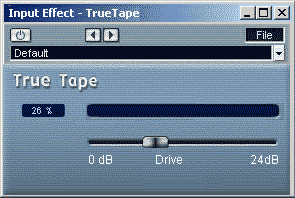 Input Effect - TrueTape
File
Default
True Tape
26 %
0 dB Drive 24dB